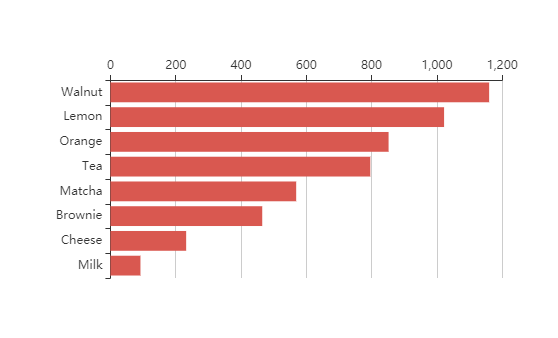 0 200 400 600 800 1,000 1,200
Walnut
Lemon
Orange
Tea
Matcha
Brownie
Cheese
Milk